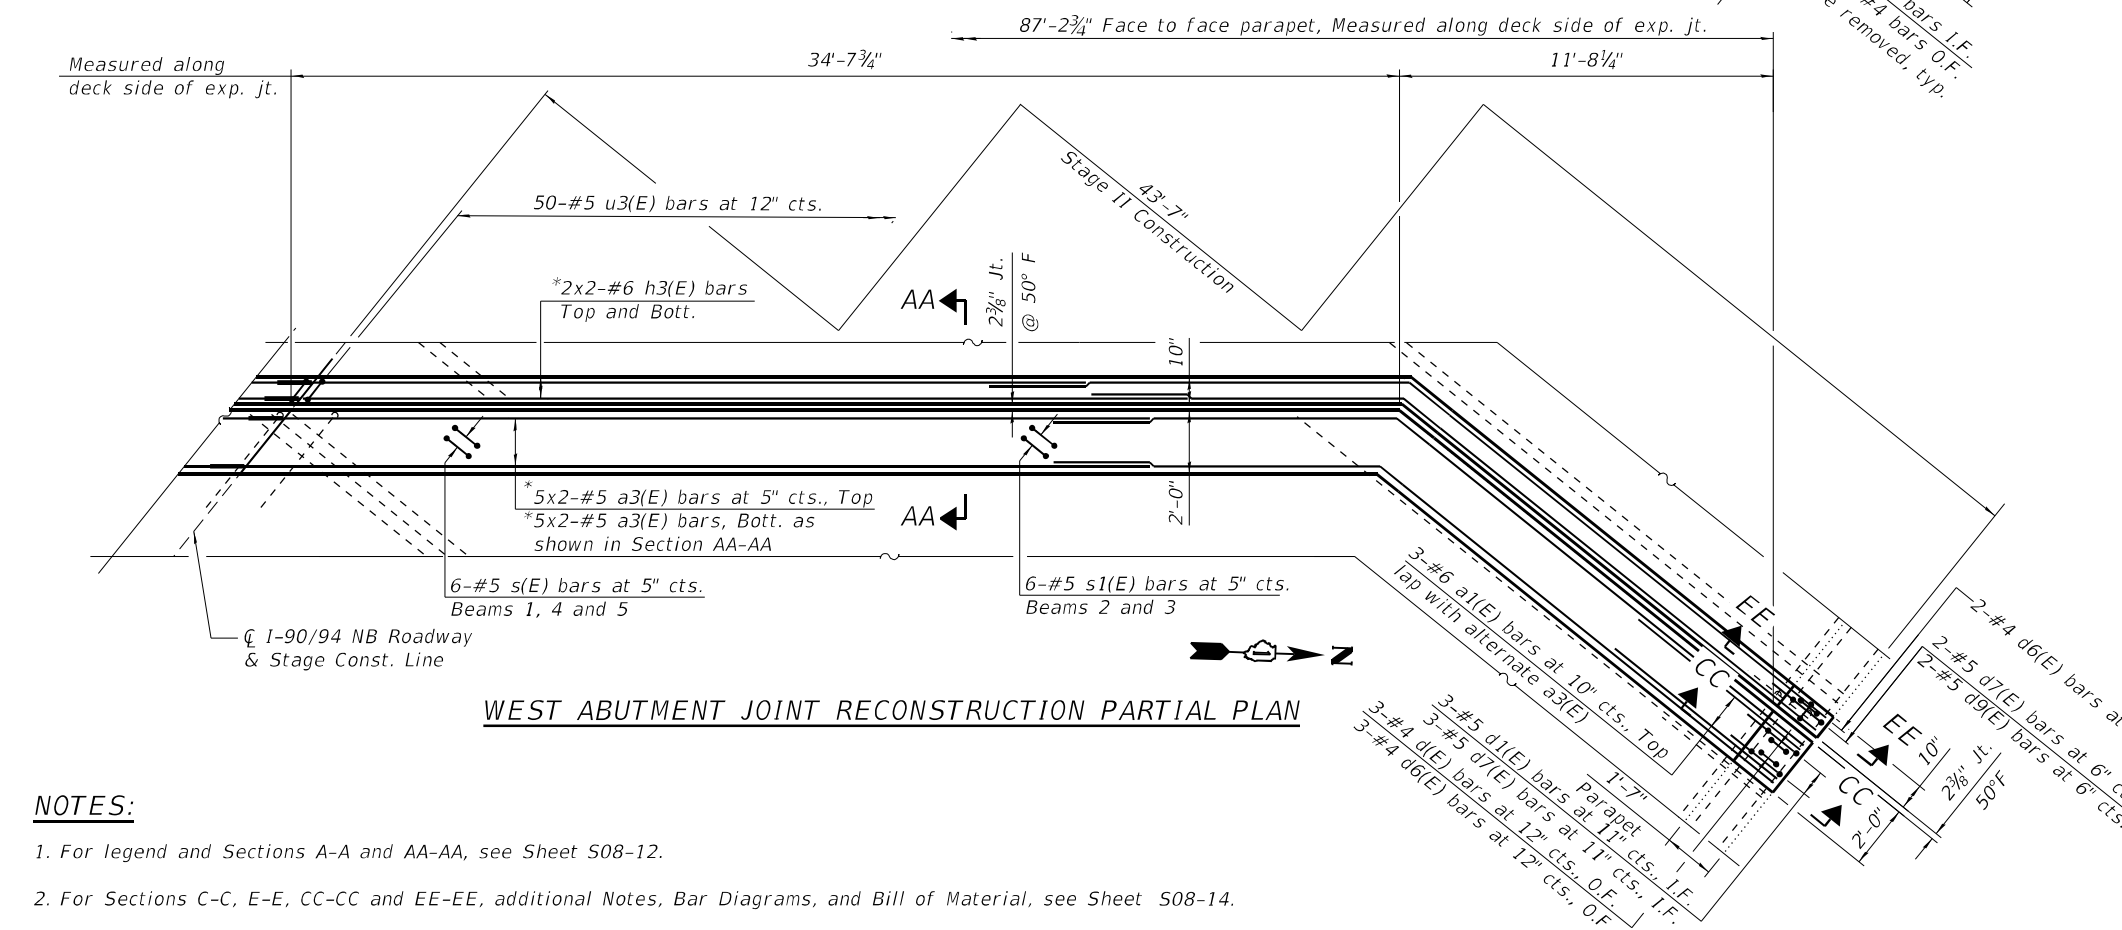 87'-2¾" Face to face parapet, Measured along deck side of exp. jt.
bars I.F.
#4 bars O.F.
removed, typ.
Measured along
deck side of exp. jt.
34'-7¾"
11'-8¼"
50-#5 u3(E) bars at 12" cts.
43'-7"
Stage II Construction
*2x2-#6 h3(E) bars
Top and Bott.
AA
2⅜" Jt.
@ 50° F
10"
*5x2-#5 a3(E) bars at 5" cts., Top
*5x2-#5 a3(E) bars, Bott. as
shown in Section AA-AA
AA
2'-0"
6-#5 s(E) bars at 5" cts.
Beams 1, 4 and 5
6-#5 s1(E) bars at 5" cts.
Beams 2 and 3
℄ I-90/94 NB Roadway
& Stage Const. Line
N
3-#6 a1(E) bars at 10" cts., Top
lap with alternate a3(E)
EE
CC
2-#4 d6(E) bars at
2-#5 d7(E) bars at 6"
2-#5 d9(E) bars at 6" cts.
EE
10"
2⅜" Jt.
50°F
CC
2'-0"
1'-7"
Parapet
3-#5 d1(E) bars at 11" cts., I.F.
3-#5 d7(E) bars at 11" cts., I.F.
3-#4 d(E) bars at 12" cts., O.F.
3-#4 d6(E) bars at 12" cts., O.F
WEST ABUTMENT JOINT RECONSTRUCTION PARTIAL PLAN
NOTES:
1. For legend and Sections A-A and AA-AA, see Sheet S08-12.
2. For Sections C-C, E-E, CC-CC and EE-EE, additional Notes, Bar Diagrams, and Bill of Material, see Sheet S08-14.